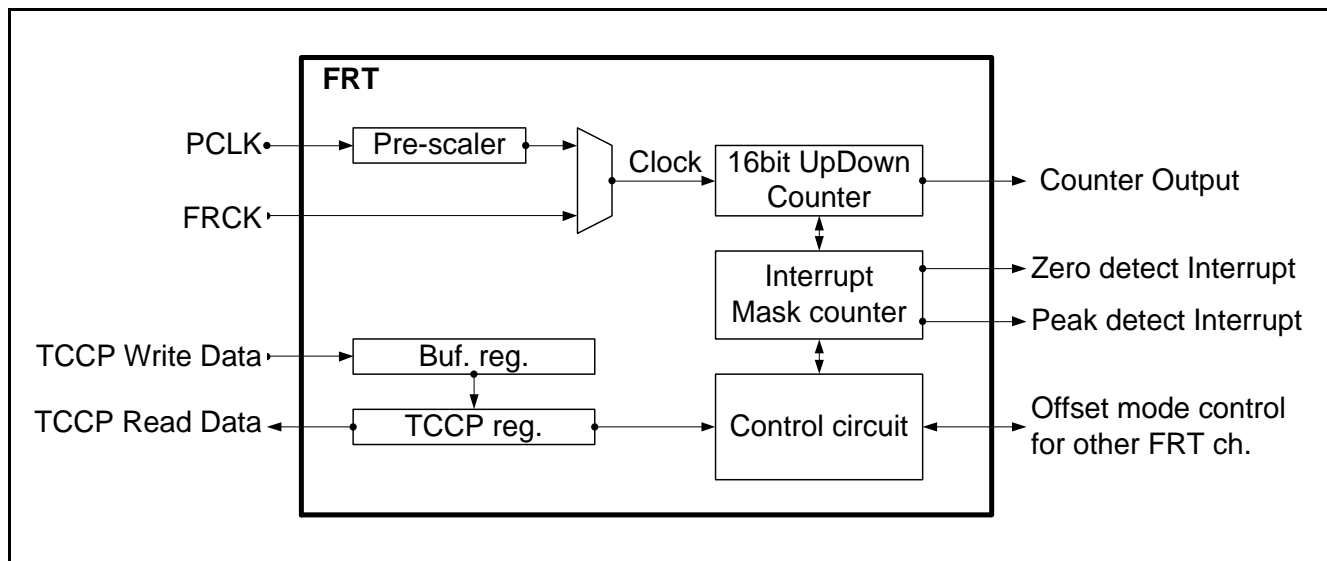 FRT
PCLK
Pre-scaler
Clock
16bit UpDown
Counter
Counter Output
FRCK
Interrupt
Mask counter
Zero detect Interrupt
Peak detect Interrupt
TCCP Write Data
Buf. reg.
TCCP Read Data
TCCP reg.
Control circuit
Offset mode control
for other FRT ch.